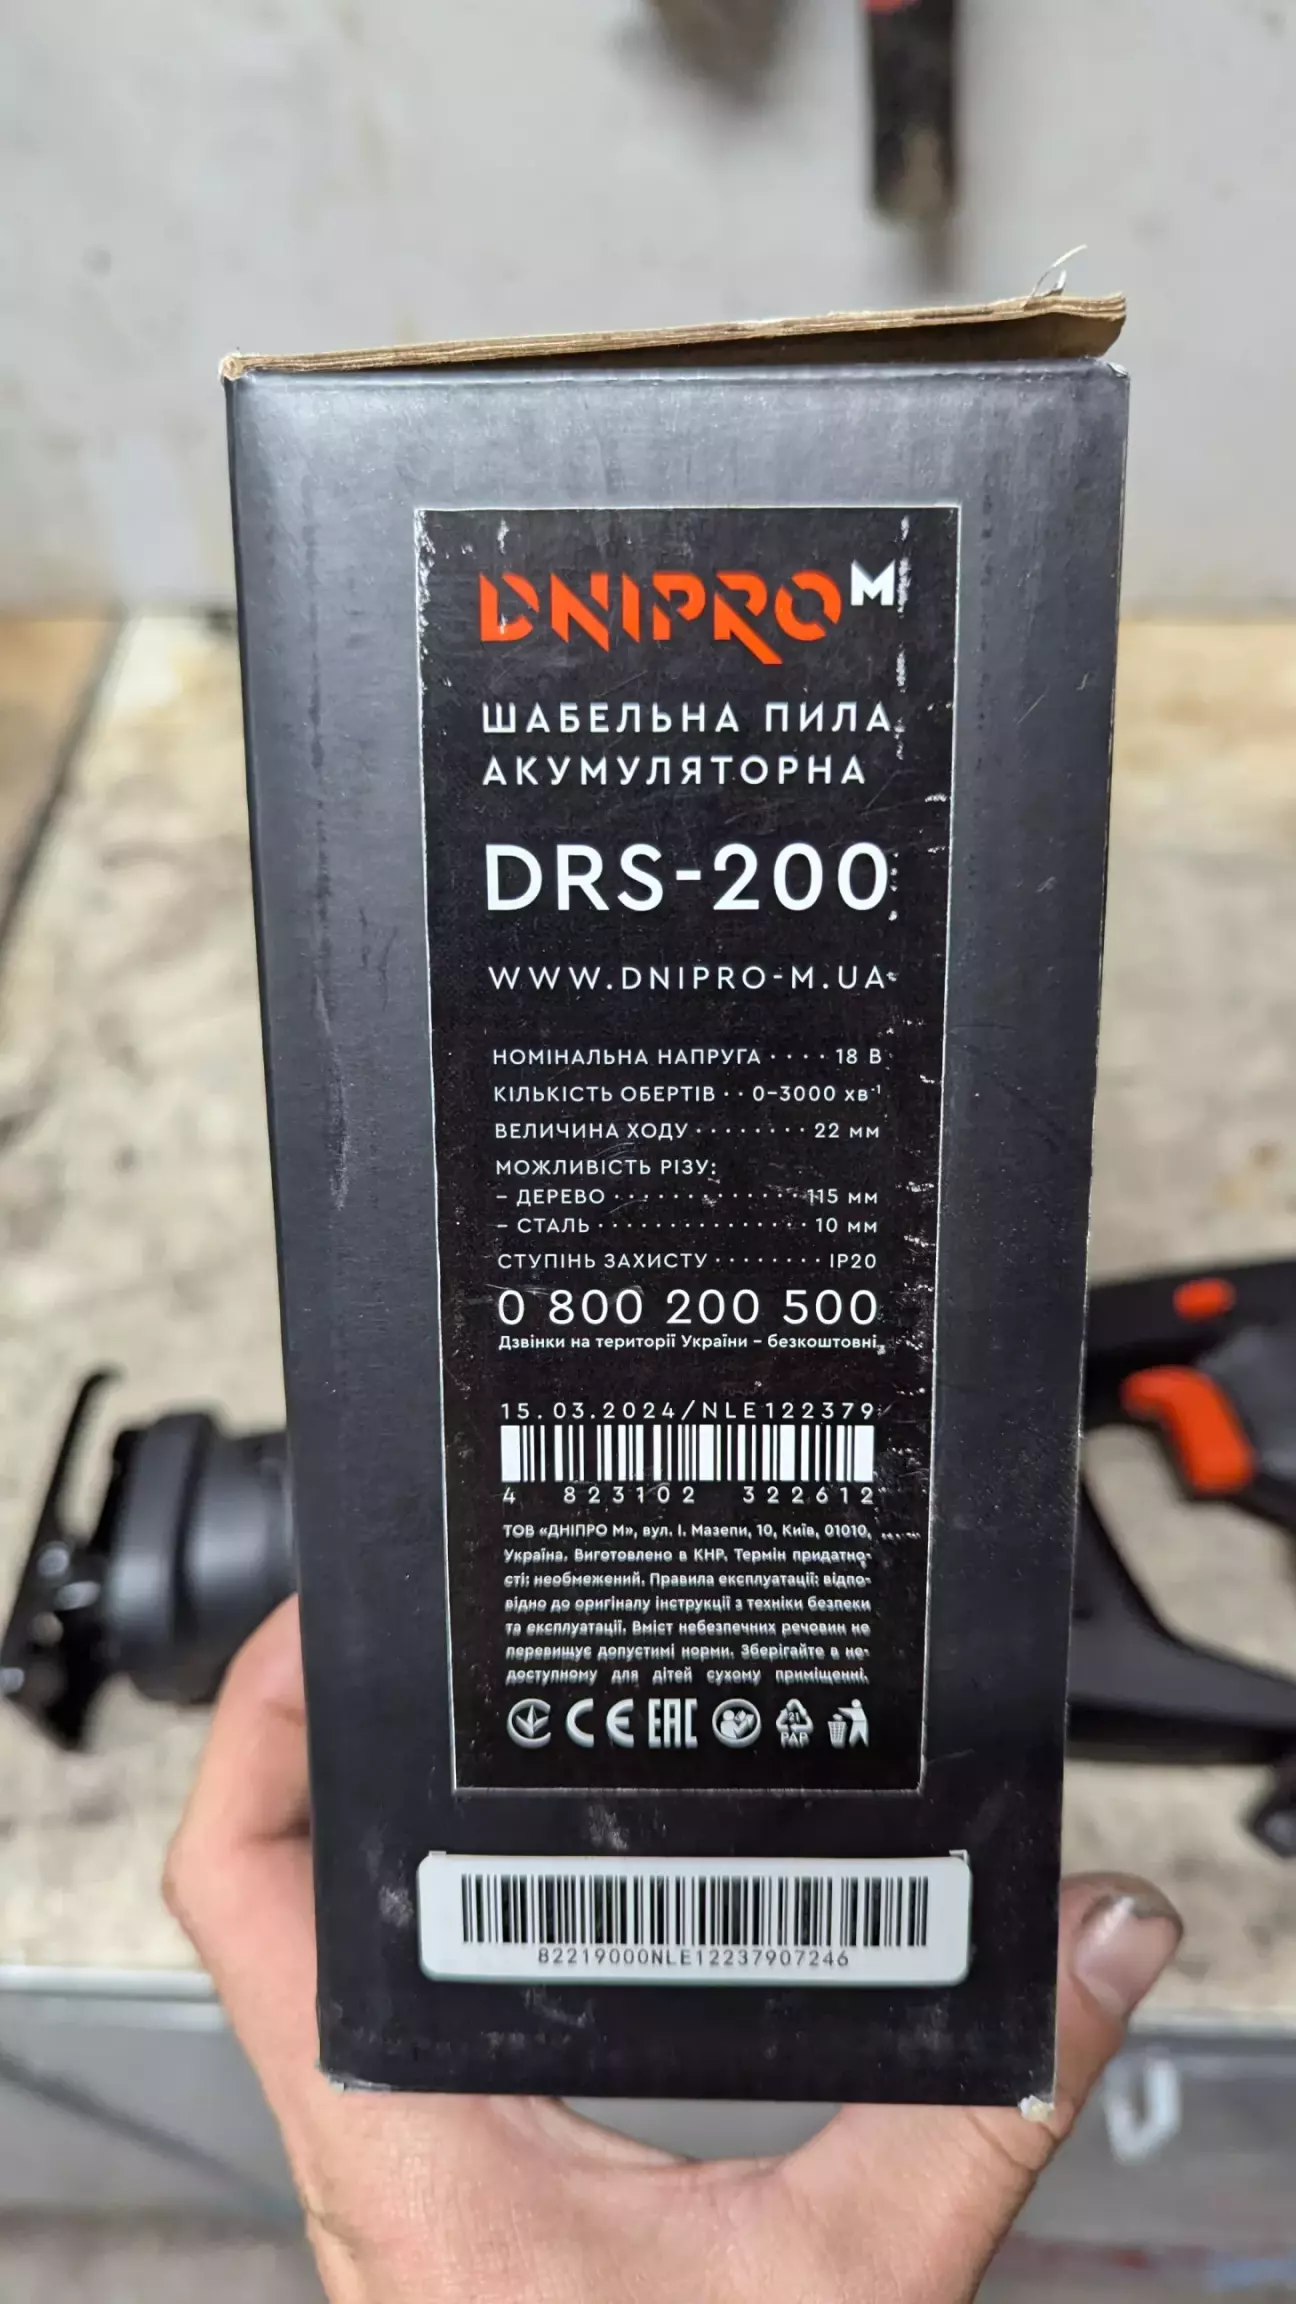 DNIPRO M
ШАБЕЛЬНА ПИЛА
АКУМУЛЯТОРНА
DRS-200
WWW.DNIPRO-M.UA
НОМІНАЛЬНА НАПРУГА · · · · 18 В
КІЛЬКІСТЬ ОБЕРТІВ · · 0-3000 хв⁻¹
ВЕЛИЧИНА ХОДУ · · · · · · · · 22 мм
МОЖЛИВІСТЬ РІЗУ:
- ДЕРЕВО · · · · · · · · · · · · · 115 мм
- СТАЛЬ · · · · · · · · · · · · · · · 10 мм
СТУПІНЬ ЗАХИСТУ · · · · · · · · IP20
0 800 200 500
Дзвінки на території України - безкоштовні.
15.03.2024/NLE122379
4 823102 322612
ТОВ «ДНІПРО М», вул. І. Мазепи, 10, Київ, 01010,
Україна. Виготовлено в КНР. Термін придатно-
сті: необмежений. Правила експлуатації: відпо-
відно до оригіналу інструкції з техніки безпеки
та експлуатації. Вміст небезпечних речовин не
перевищує допустимі норми. Зберігайте в не-
доступному для дітей сухому приміщенні.
CE EAC 21
PAP
82219000NLE12237907246